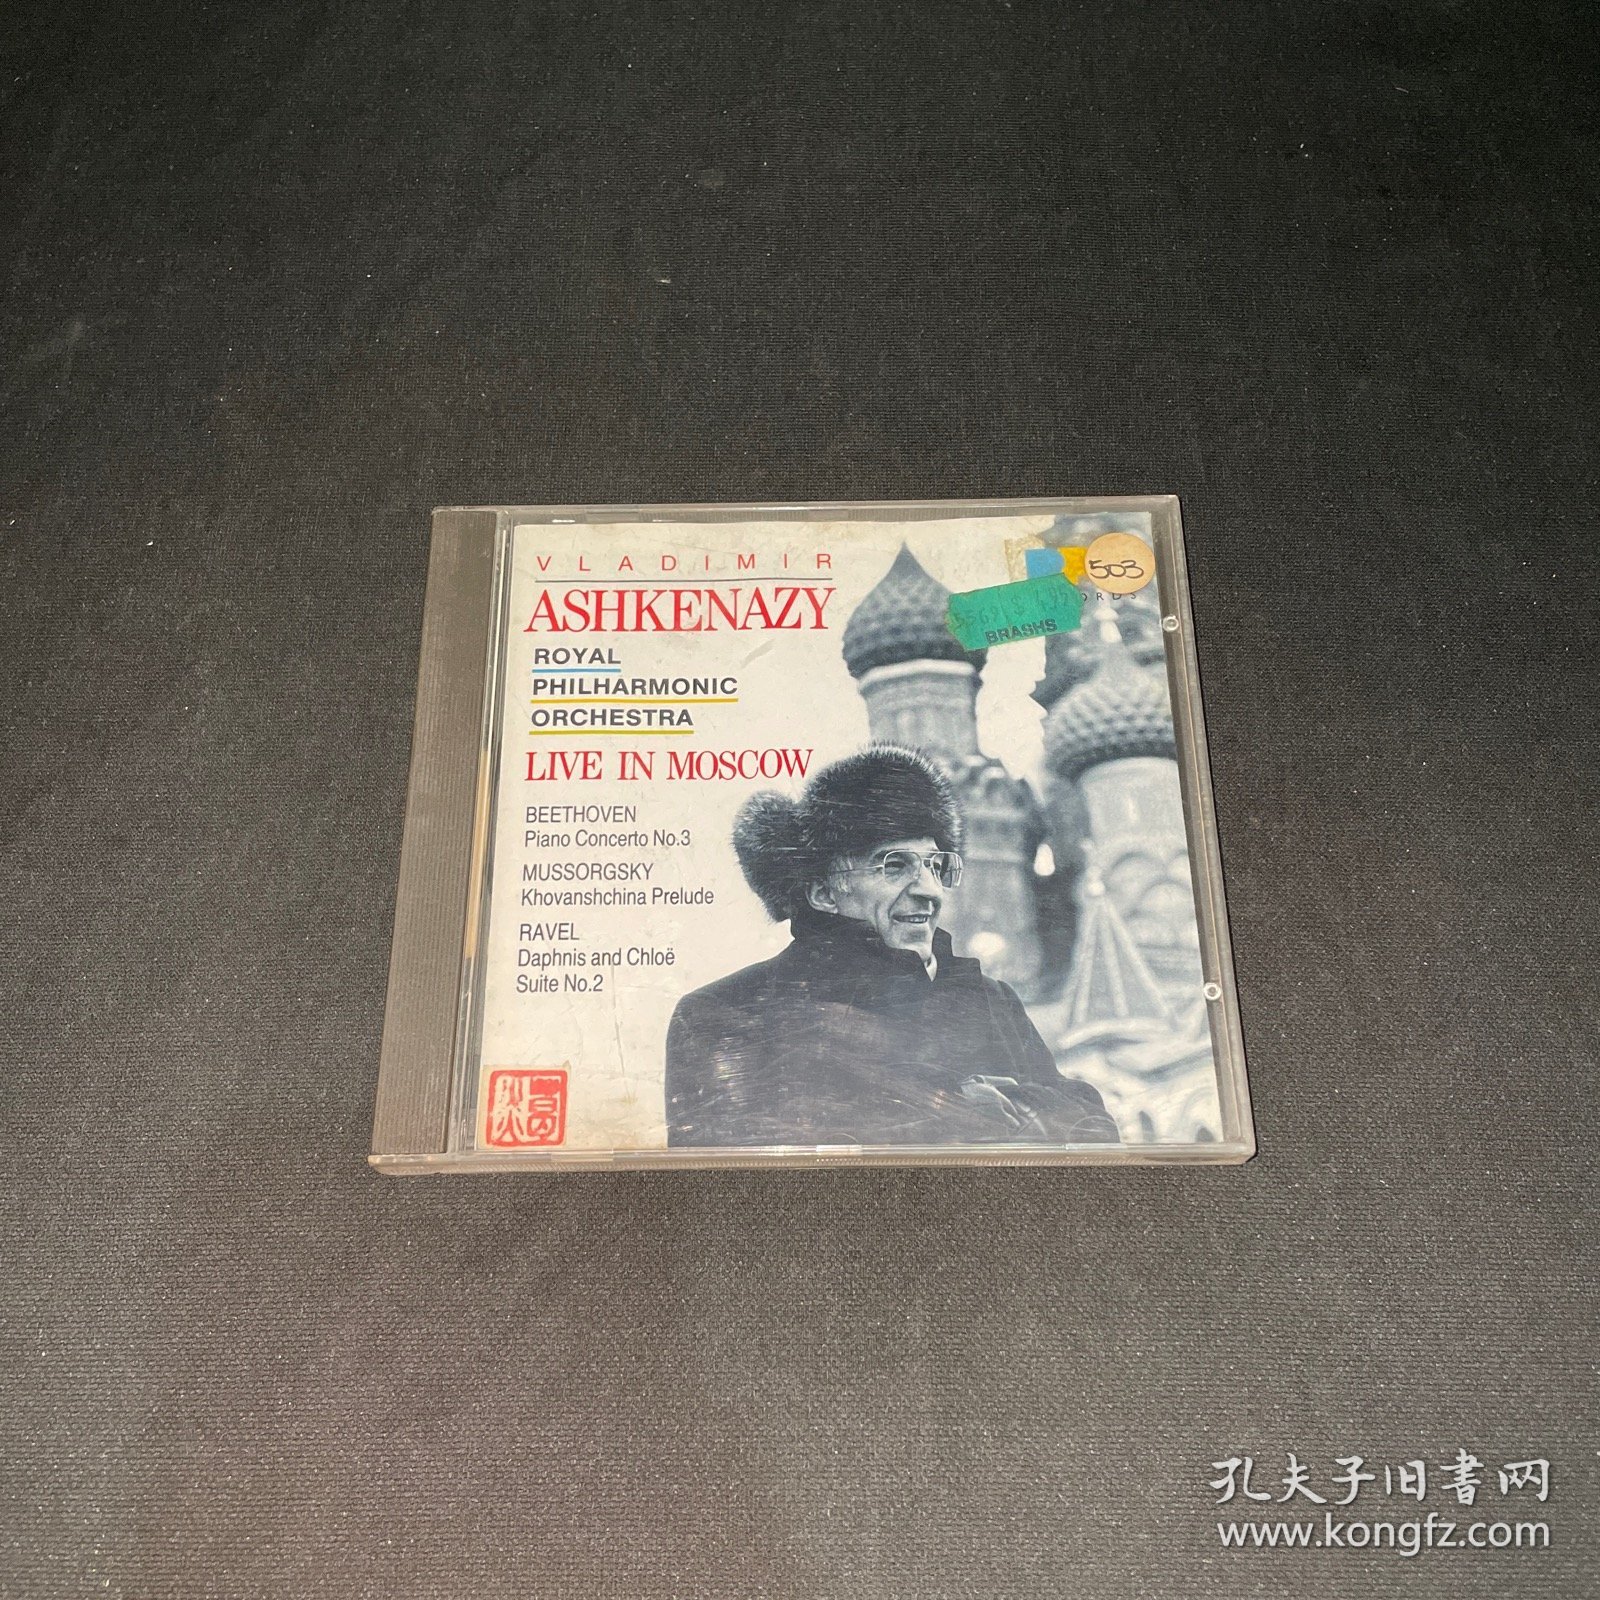 VLADIMIR
ASHKENAZY
ROYAL
PHILHARMONIC
ORCHESTRA
LIVE IN MOSCOW
BEETHOVEN
Piano Concerto No.3
MUSSORGSKY
Khovanshchina Prelude
RAVEL
Daphnis and Chloë
Suite No.2
503
BRASHS
孔夫子旧书网
www.kongfz.com